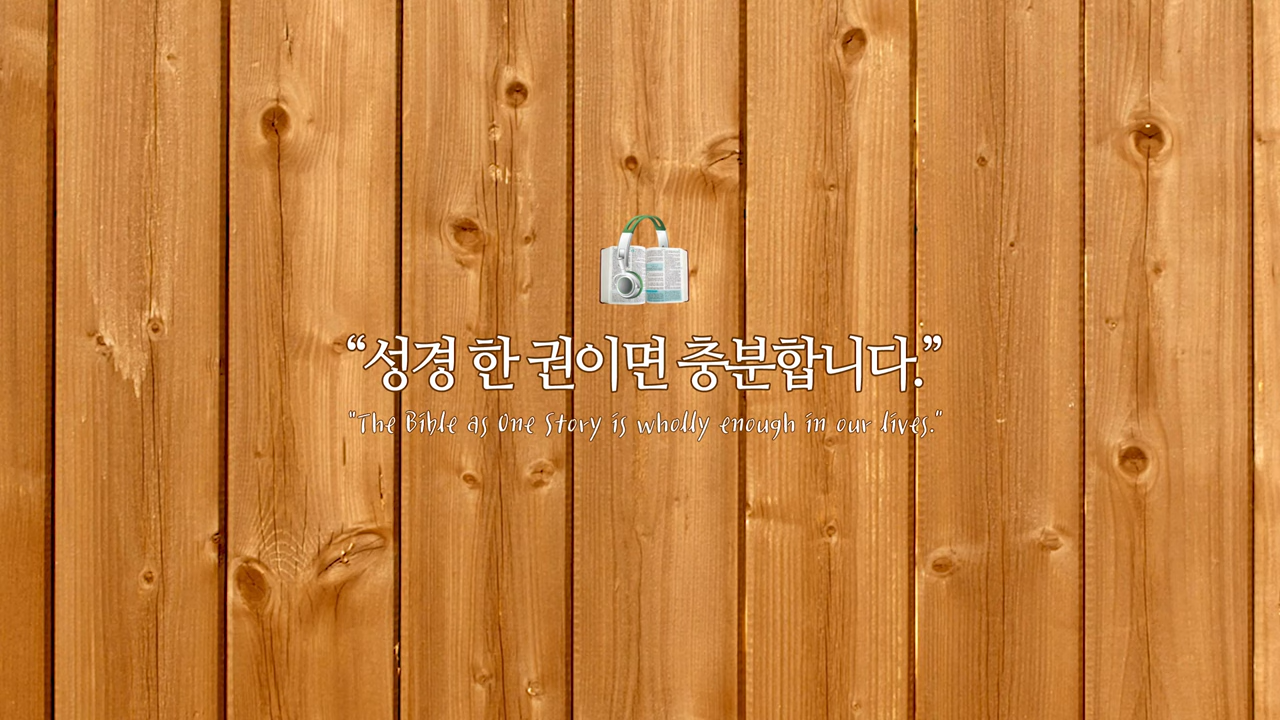 “성경 한 권이면 충분합니다.”
"The Bible as One Story is wholly enough in our lives."